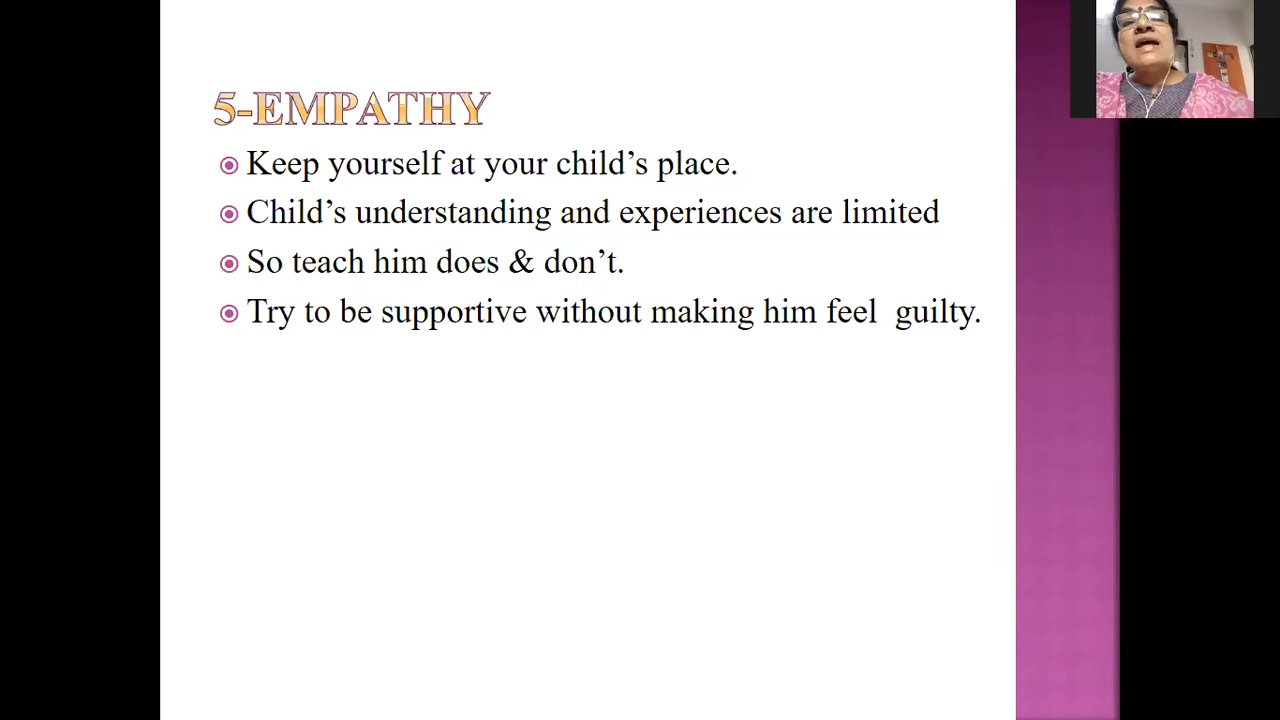 5-EMPATHY
Keep yourself at your child’s place.
Child’s understanding and experiences are limited
So teach him does & don’t.
Try to be supportive without making him feel  guilty.